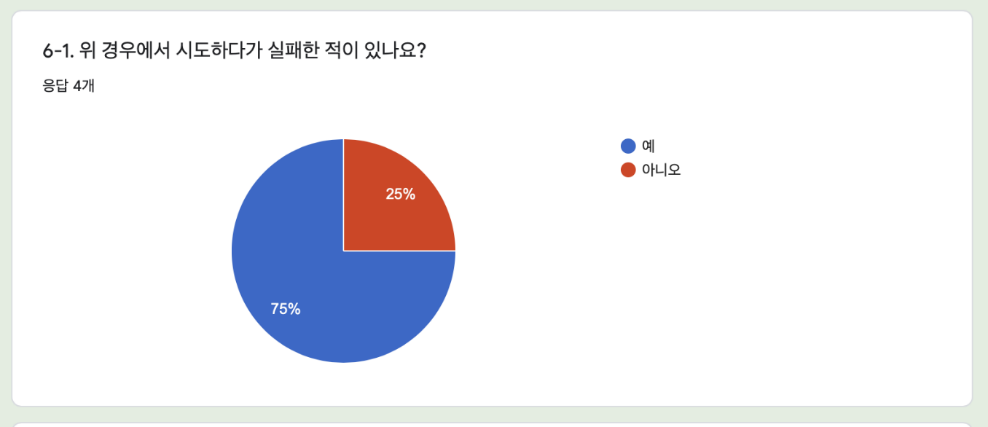 6-1. 위 경우에서 시도하다가 실패한 적이 있나요?
응답 4개
예
아니오
25%
75%